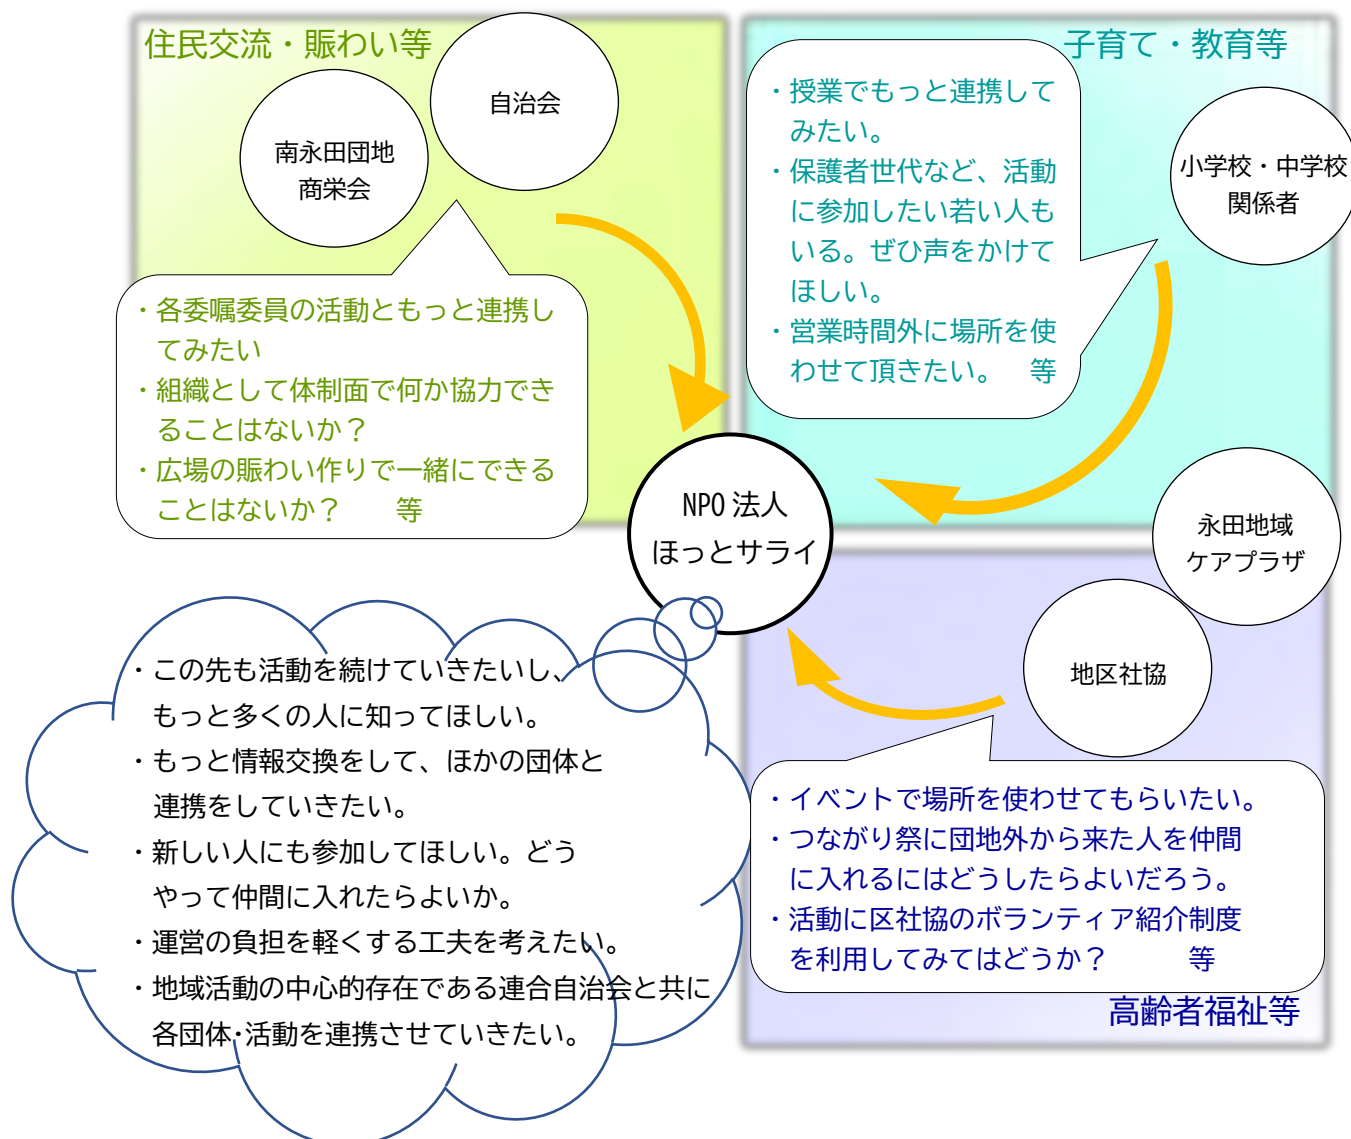 住民交流・賑わい等
自治会
南永田団地
商栄会
・各委嘱委員の活動ともっと連携し
てみたい
・組織として体制面で何か協力でき
ることはないか？
・広場の賑わい作りで一緒にできる
ことはないか？　　等
子育て・教育等
・授業でもっと連携して
みたい。
・保護者世代など、活動
に参加したい若い人も
いる。ぜひ声をかけて
ほしい。
・営業時間外に場所を使
わせて頂きたい。　等
小学校・中学校
関係者
NPO 法人
ほっとサライ
永田地域
ケアプラザ
地区社協
・イベントで場所を使わせてもらいたい。
・つながり祭に団地外から来た人を仲間
に入れるにはどうしたらよいだろう。
・活動に区社協のボランティア紹介制度
を利用してみてはどうか？　　　等
高齢者福祉等
・この先も活動を続けていきたいし、
もっと多くの人に知ってほしい。
・もっと情報交換をして、ほかの団体と
連携をしていきたい。
・新しい人にも参加してほしい。どう
やって仲間に入れたらよいか。
・運営の負担を軽くする工夫を考えたい。
・地域活動の中心的存在である連合自治会と共に
各団体・活動を連携させていきたい。